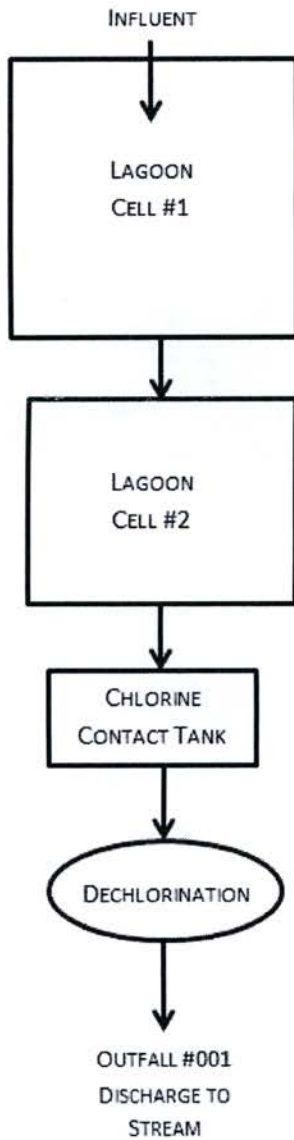 INFLUENT
LAGOON
CELL #1
LAGOON
CELL #2
CHLORINE
CONTACT TANK
DECHLORINATION
OUTFALL #001
DISCHARGE TO
STREAM